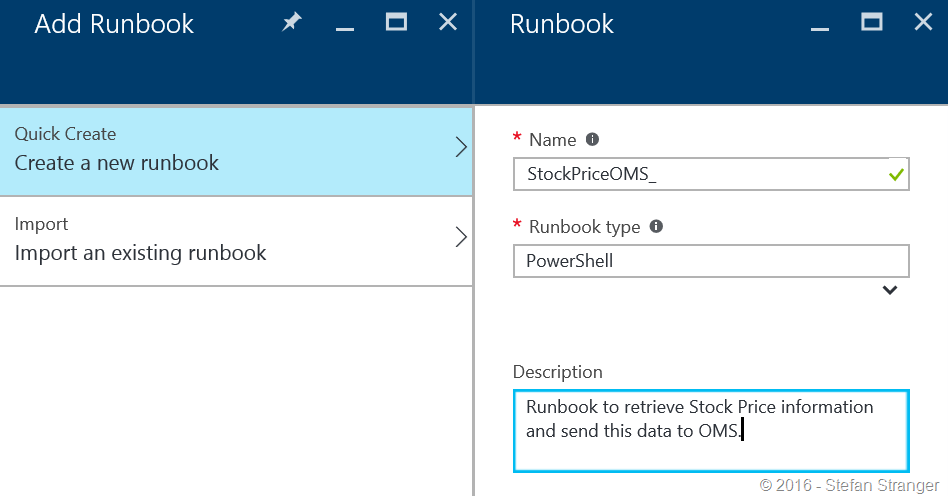 Add Runbook
Quick Create
Create a new runbook
Import
Import an existing runbook
Runbook
* Name
StockPriceOMS_
* Runbook type
PowerShell
Description
Runbook to retrieve Stock Price information
and send this data to OMS.
© 2016 - Stefan Stranger